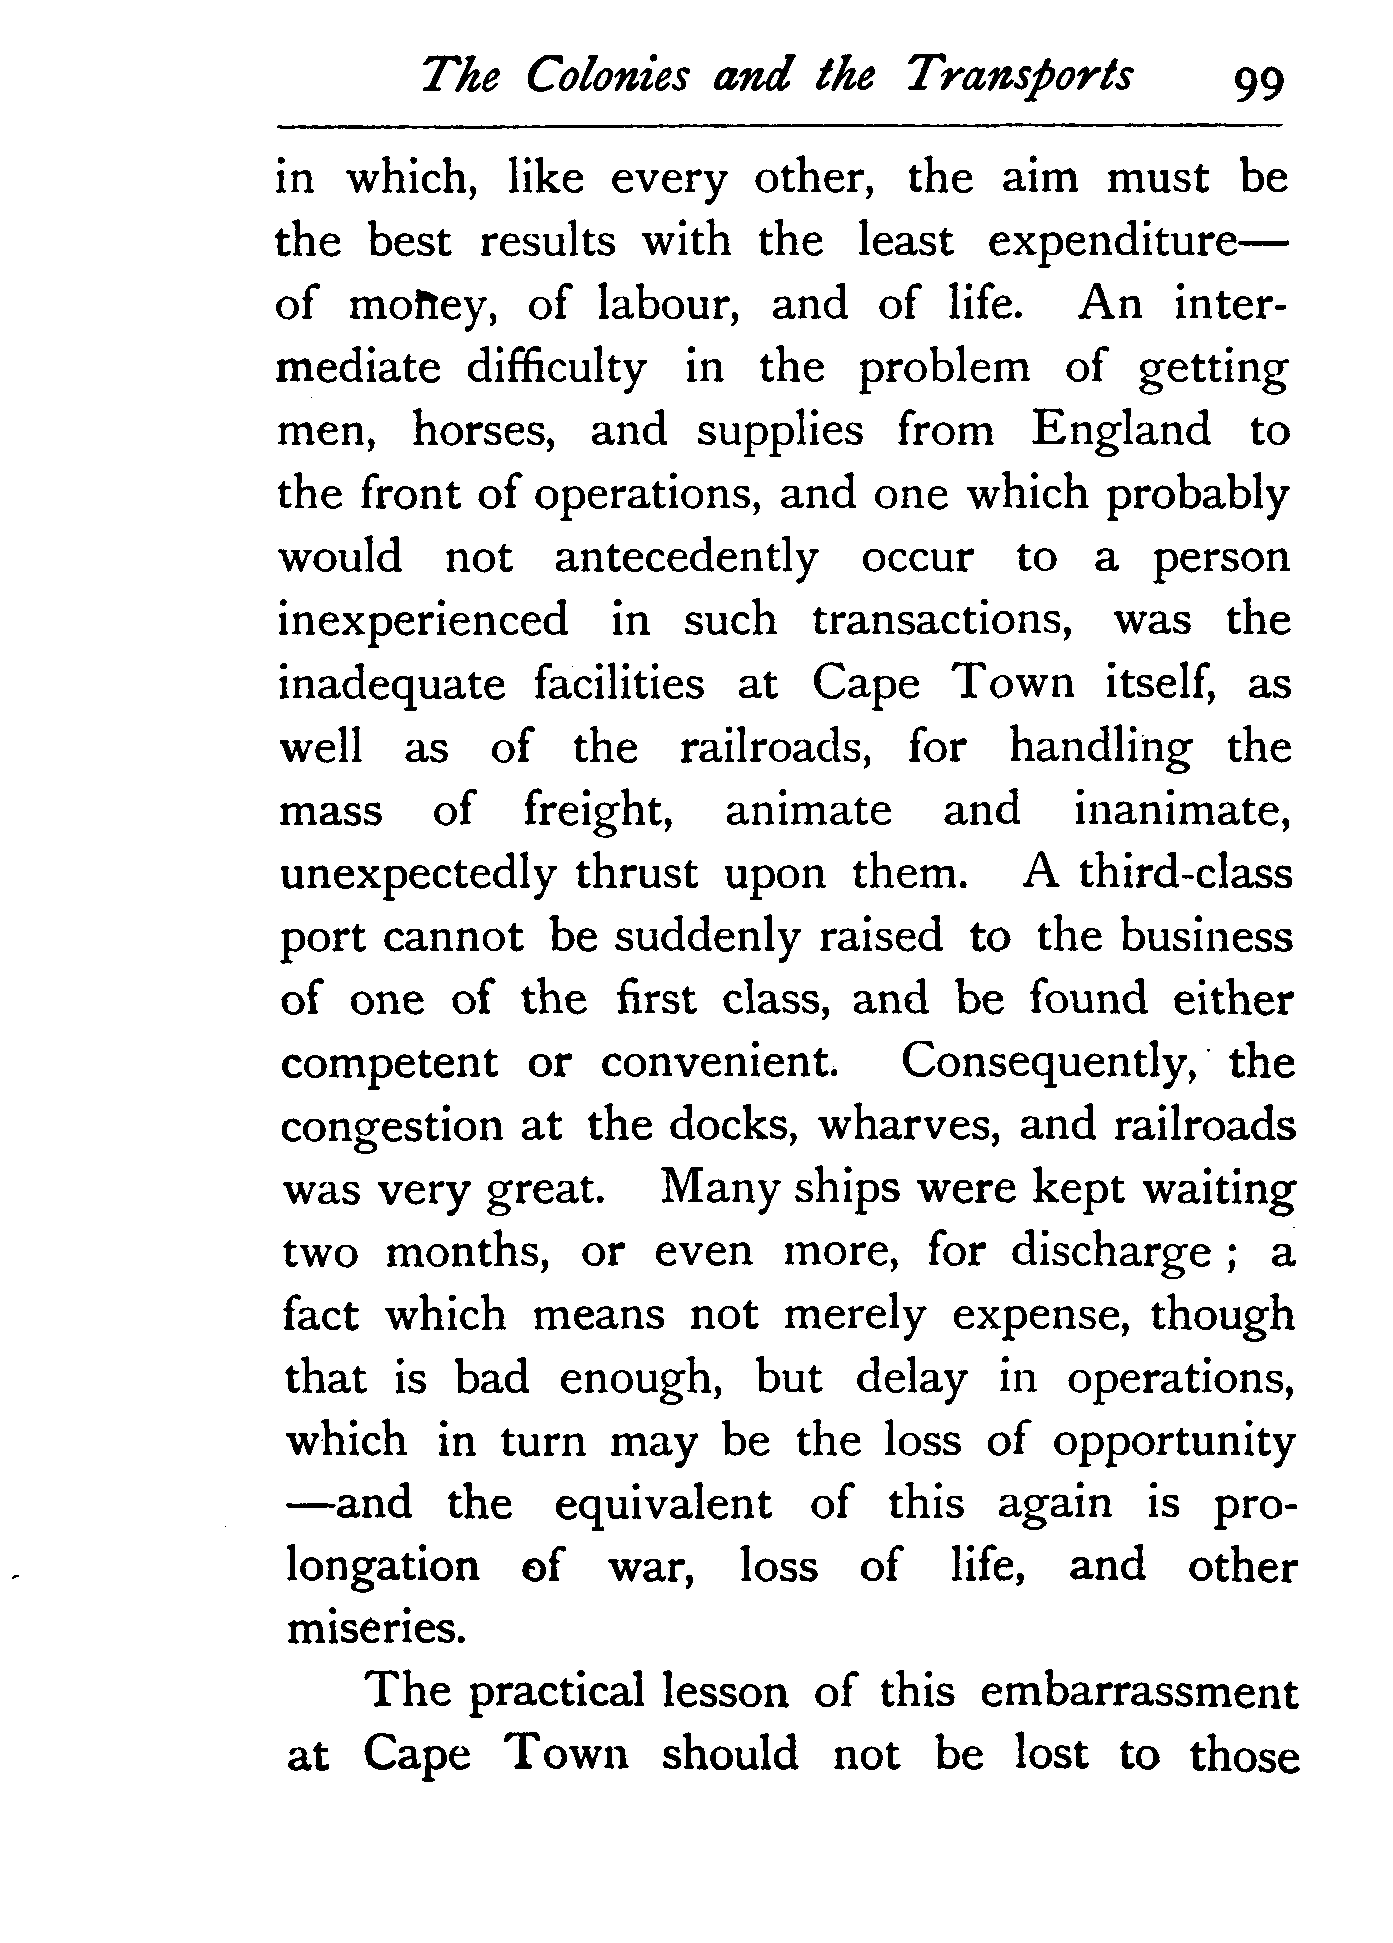 The Colonies and the Transports 99
in which, like every other, the aim must be
the best results with the least expenditure—
of money, of labour, and of life. An inter-
mediate difficulty in the problem of getting
men, horses, and supplies from England to
the front of operations, and one which probably
would not antecedently occur to a person
inexperienced in such transactions, was the
inadequate facilities at Cape Town itself, as
well as of the railroads, for handling the
mass of freight, animate and inanimate,
unexpectedly thrust upon them. A third-class
port cannot be suddenly raised to the business
of one of the first class, and be found either
competent or convenient. Consequently, the
congestion at the docks, wharves, and railroads
was very great. Many ships were kept waiting
two months, or even more, for discharge ; a
fact which means not merely expense, though
that is bad enough, but delay in operations,
which in turn may be the loss of opportunity
—and the equivalent of this again is pro-
longation of war, loss of life, and other
miseries.
The practical lesson of this embarrassment
at Cape Town should not be lost to those